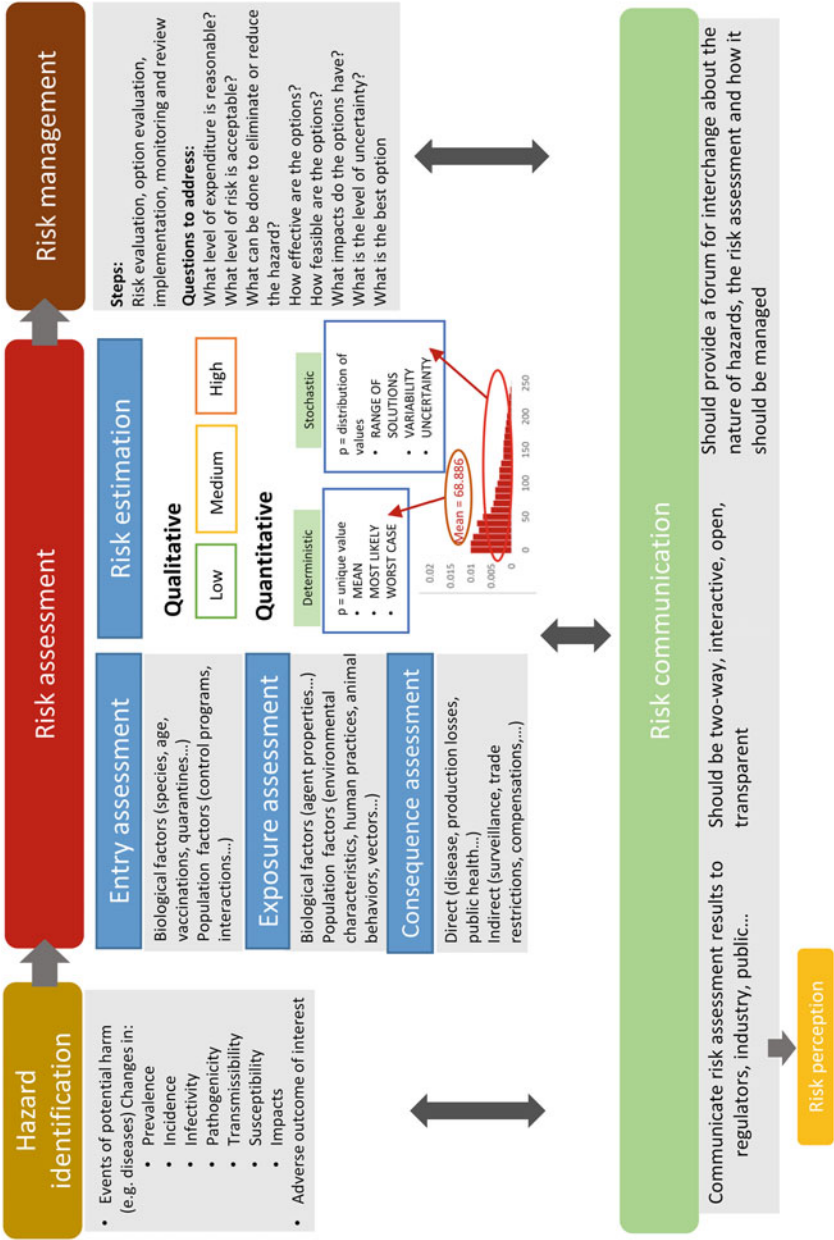 Hazard
identification
• Events of potential harm
(e.g. diseases) Changes in:
• Prevalence
• Incidence
• Infectivity
• Pathogenicity
• Transmissibility
• Susceptibility
• Impacts
• Adverse outcome of interest
Risk assessment
Entry assessment
Biological factors (species, age,
vaccinations, quarantines...)
Population factors (control programs,
interactions...)
Exposure assessment
Biological factors (agent properties...)
Population factors (environmental
characteristics, human practices, animal
behaviors, vectors...)
Consequence assessment
Direct (disease, production losses,
public health...)
Indirect (surveillance, trade
restrictions, compensations,...)
Risk estimation
Qualitative
Low
Medium
High
Quantitative
Deterministic
p = unique value
• MEAN
• MOST LIKELY
• WORST CASE
Stochastic
p = distribution of
values
• RANGE OF
SOLUTIONS
• VARIABILITY
• UNCERTAINTY
Mean = 68.886
0.02
0.015
0.01
0.005
0
0 50 100 150 200 250
Risk management
Steps:
Risk evaluation, option evaluation,
implementation, monitoring and review
Questions to address:
What level of expenditure is reasonable?
What level of risk is acceptable?
What can be done to eliminate or reduce
the hazard?
How effective are the options?
How feasible are the options?
What impacts do the options have?
What is the level of uncertainty?
What is the best option
Risk communication
Communicate risk assessment results to
regulators, industry, public...
Should be two-way, interactive, open,
transparent
Should provide a forum for interchange about the
nature of hazards, the risk assessment and how it
should be managed
Risk perception